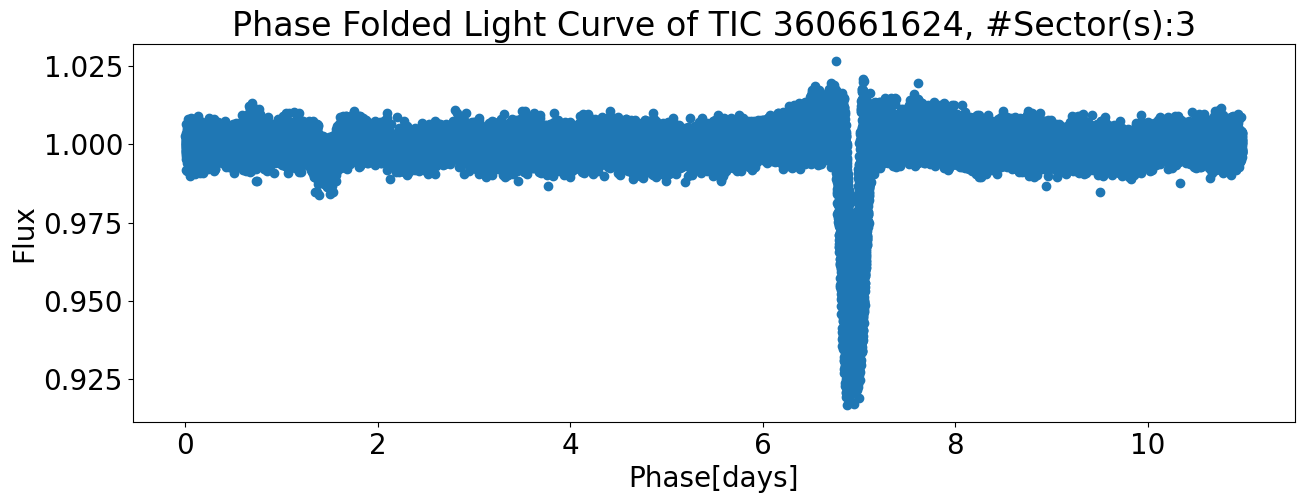 Phase Folded Light Curve of TIC 360661624, #Sector(s):3
1.025
1.000
0.975
0.950
0.925
Flux
0 2 4 6 8 10
Phase[days]